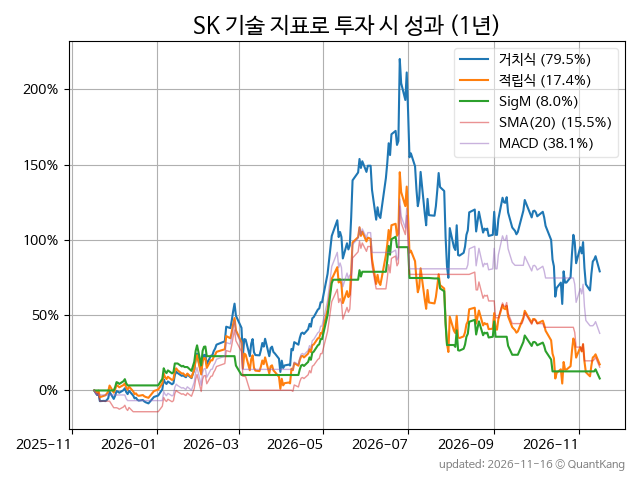 SK 기술 지표로 투자 시 성과 (1년)
거치식 (79.5%)
적립식 (17.4%)
SigM (8.0%)
SMA(20) (15.5%)
MACD (38.1%)
200%
150%
100%
50%
0%
2025-11 2026-01 2026-03 2026-05 2026-07 2026-09 2026-11
updated: 2026-11-16 © QuantKang